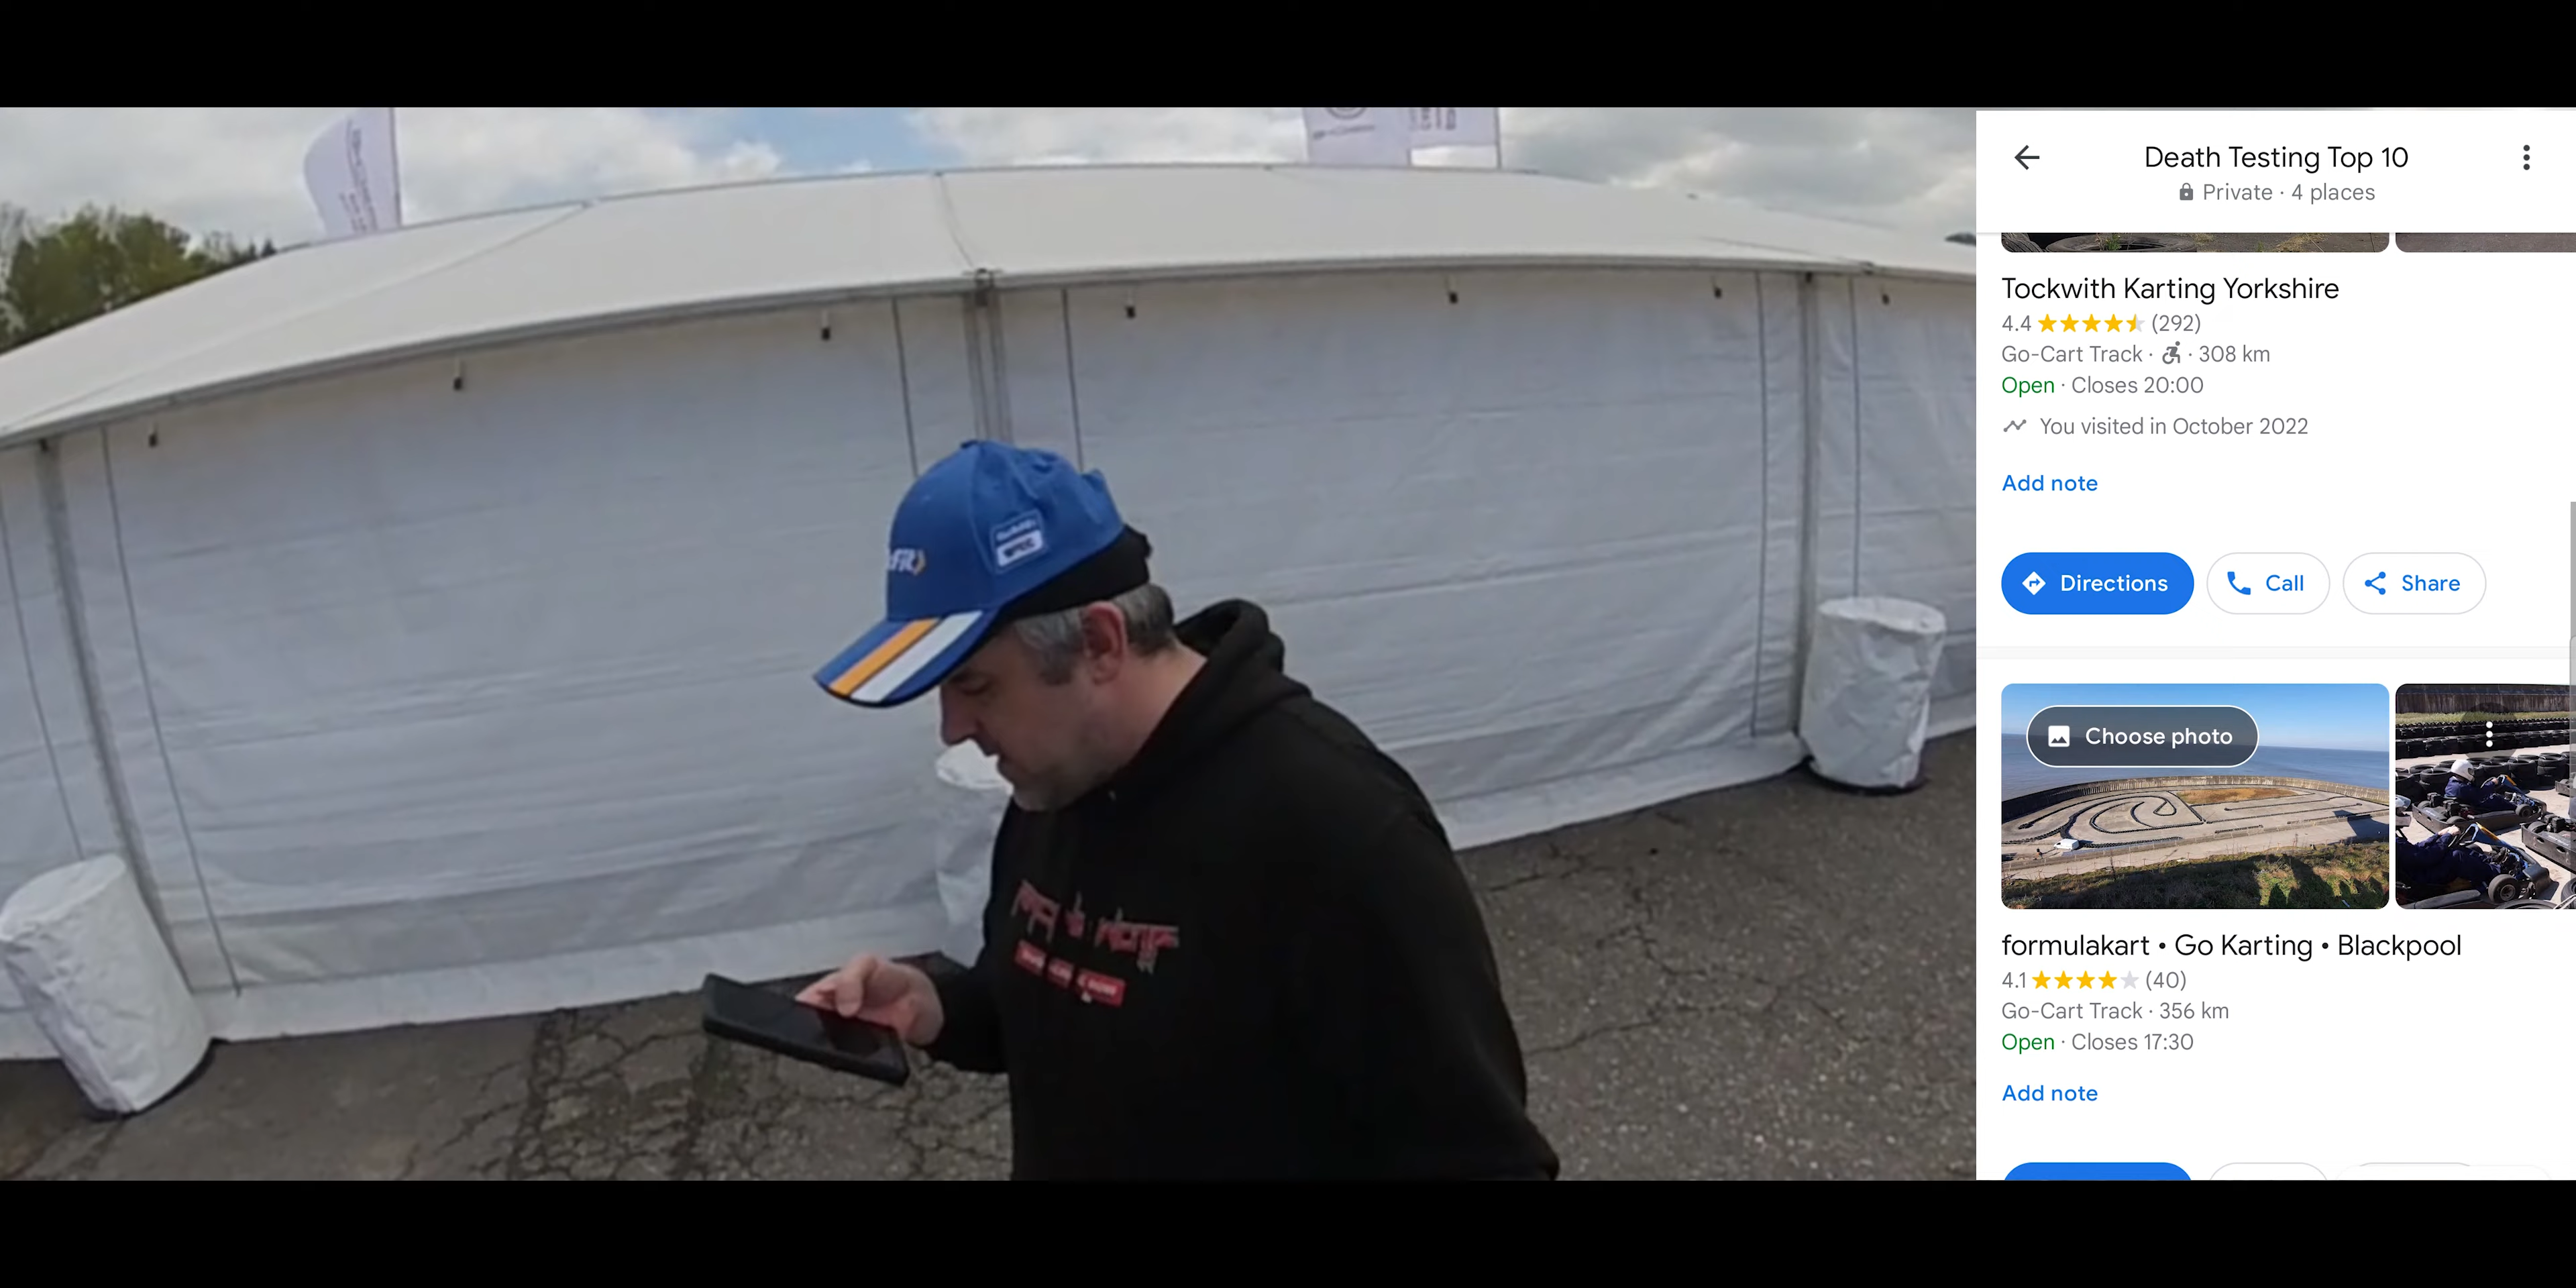 Death Testing Top 10
Private · 4 places
Tockwith Karting Yorkshire
4.4 (292)
Go-Cart Track · 308 km
Open · Closes 20:00
You visited in October 2022
Add note
Directions
Call
Share
Choose photo
formulakart • Go Karting • Blackpool
4.1 (40)
Go-Cart Track · 356 km
Open · Closes 17:30
Add note